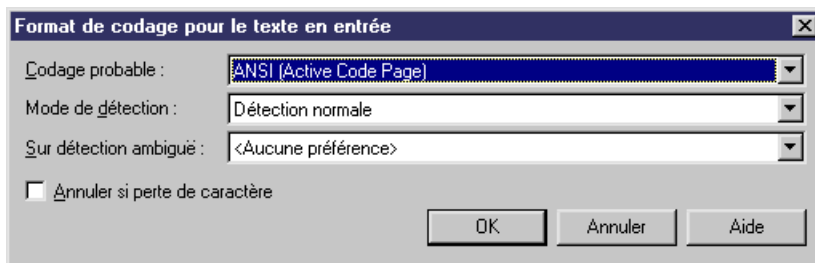 Format de codage pour le texte en entrée
Codage probable : ANSI (Active Code Page)
Mode de détection : Détection normale
Sur détection ambiguë : <Aucune préférence>
Annuler si perte de caractère
OK Annuler Aide